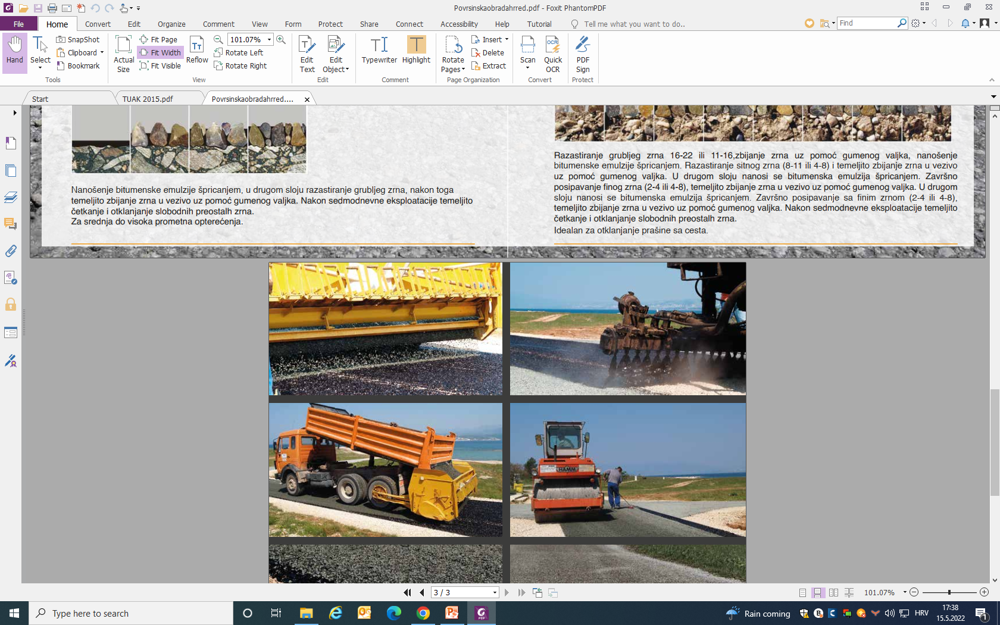 Povrsinskaobradahrred.pdf - Foxit PhantomPDF
File Home Convert Edit Organize Comment View Form Protect Share Connect Accessibility Help Tutorial Tell me what you want to do.. Find
SnapShot Fit Page 101.07% Insert
Clipboard Fit Width Rotate Left Delete
Hand Select Bookmark Actual Size Fit Visible Reflow Rotate Right Edit Text Edit Object Typewriter Highlight Rotate Pages Extract Scan Quick OCR PDF Sign
Tools View Edit Comment Page Organization Convert Protect
Start TUAK 2015.pdf Povrsinskaobradahrred....
Nanošenje bitumenske emulzije špricanjem, u drugom sloju razastiranje grubljeg zrna, nakon toga
temeljito zbijanje zrna u vezivo uz pomoć gumenog valjka. Nakon sedmodnevne eksploatacije temeljito
četkanje i otklanjanje slobodnih preostalh zrna.
Za srednja do visoka prometna opterećenja.
Razastiranje grubljeg zrna 16-22 ili 11-16,zbijanje zrna uz pomoć gumenog valjka, nanošenje
bitumenske emulzije špricanjem. Razastiranje sitnog zrna (8-11 ili 4-8) i temeljito zbijanje zrna u vezivo
uz pomoć gumenog valjka. U drugom sloju nanosi se bitumenska emulzija špricanjem. Završno
posipavanje finog zrna (2-4 ili 4-8), temeljito zbijanje zrna u vezivo uz pomoć gumenog valjka. U drugom
sloju nanosi se bitumenska emulzija špricanjem. Završno posipavanje sa finim zrnom (2-4 ili 4-8),
temeljito zbijanje zrna u vezivo uz pomoć gumenog valjka. Nakon sedmodnevne eksploatacije temeljito
četkanje i otklanjanje slobodnih preostalh zrna.
Idealan za otklanjanje prašine sa cesta.
HAMM
3 / 3 101.07%
Type here to search Rain coming HRV 17:38
15.5.2022
1